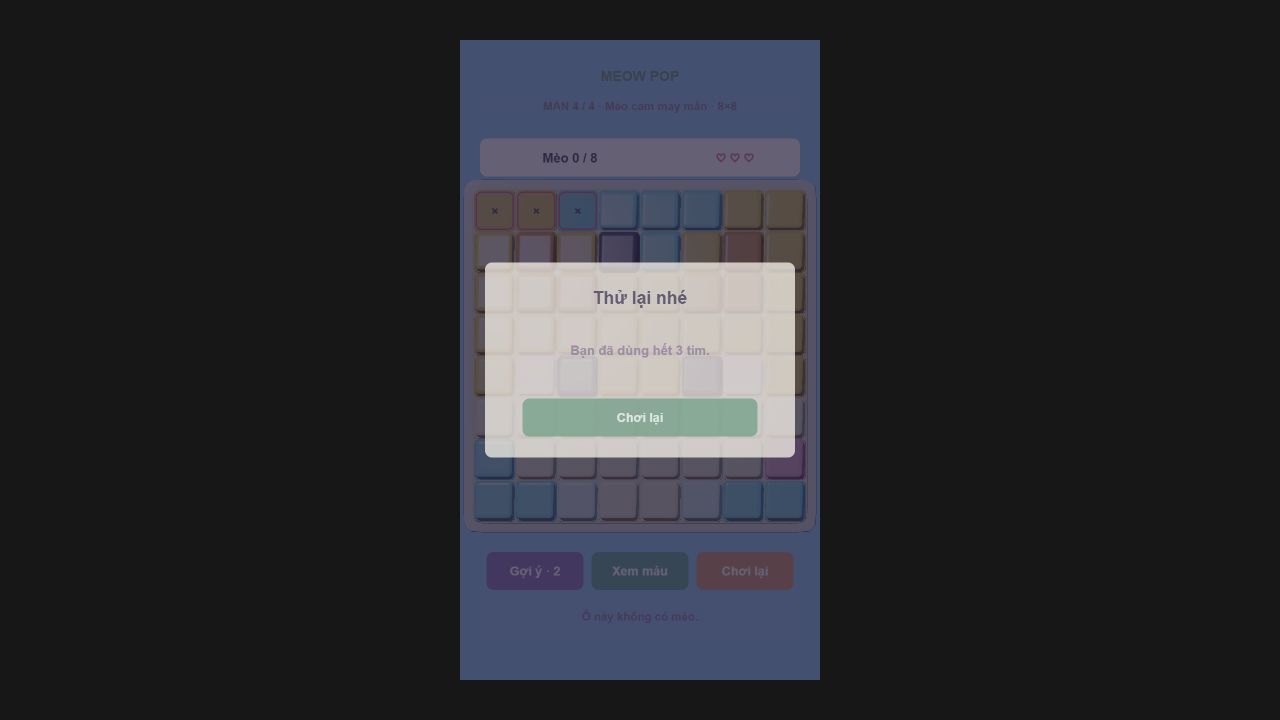 MEOW POP
MÀN 4 / 4 · Mèo cam may mắn · 8×8
Mèo 0 / 8 ♡ ♡ ♡
× × ×
Thử lại nhé
Bạn đã dùng hết 3 tim.
Chơi lại
Gợi ý · 2 Xem mẫu Chơi lại
Ô này không có mèo.